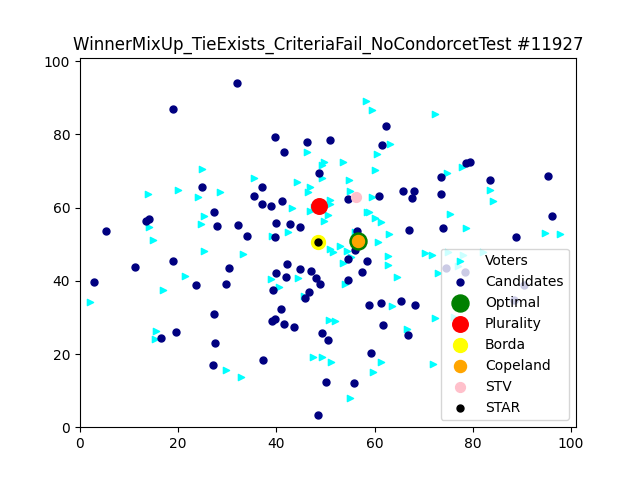 WinnerMixUp_TieExists_CriteriaFail_NoCondorcetTest #11927
100
80
60
40
20
0
0
20
40
60
80
100
Voters
Candidates
Optimal
Plurality
Borda
Copeland
STV
STAR